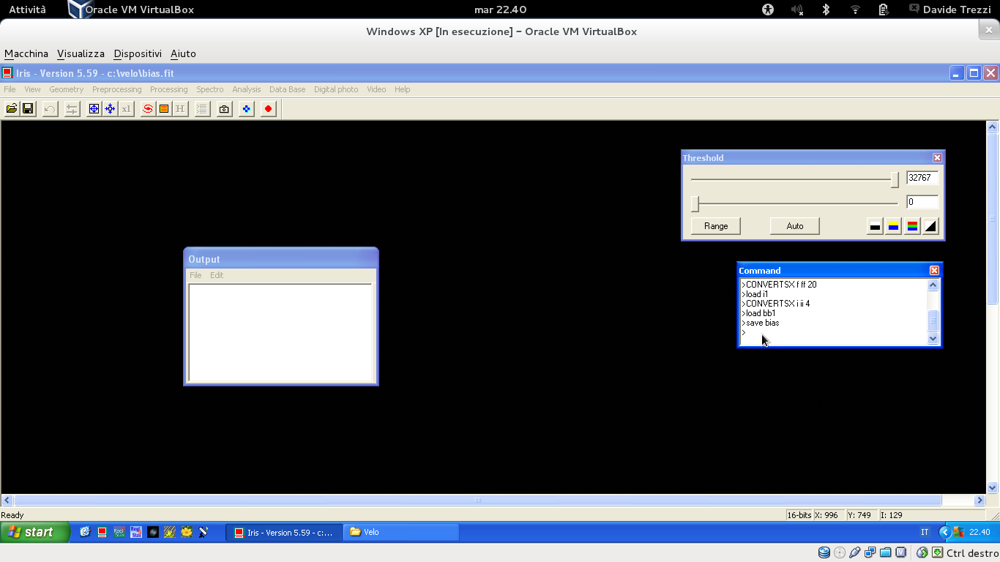 Attività Oracle VM VirtualBox mar 22.40 Davide Trezzi
Windows XP [In esecuzione] - Oracle VM VirtualBox
Macchina Visualizza Dispositivi Aiuto
Iris - Version 5.59 - c:\velo\bias.fit
File View Geometry Preprocessing Processing Spectro Analysis Data Base Digital photo Video Help
x1 H
Threshold
32767
0
Range Auto
Output
File Edit
Command
>CONVERTSX f ff 20
>load i1
>CONVERTSX i ii 4
>load bb1
>save bias
>
Ready 16-bits X: 996 Y: 749 I: 129
start Iris - Version 5.59 - c:... Velo IT 22.40
Ctrl destro